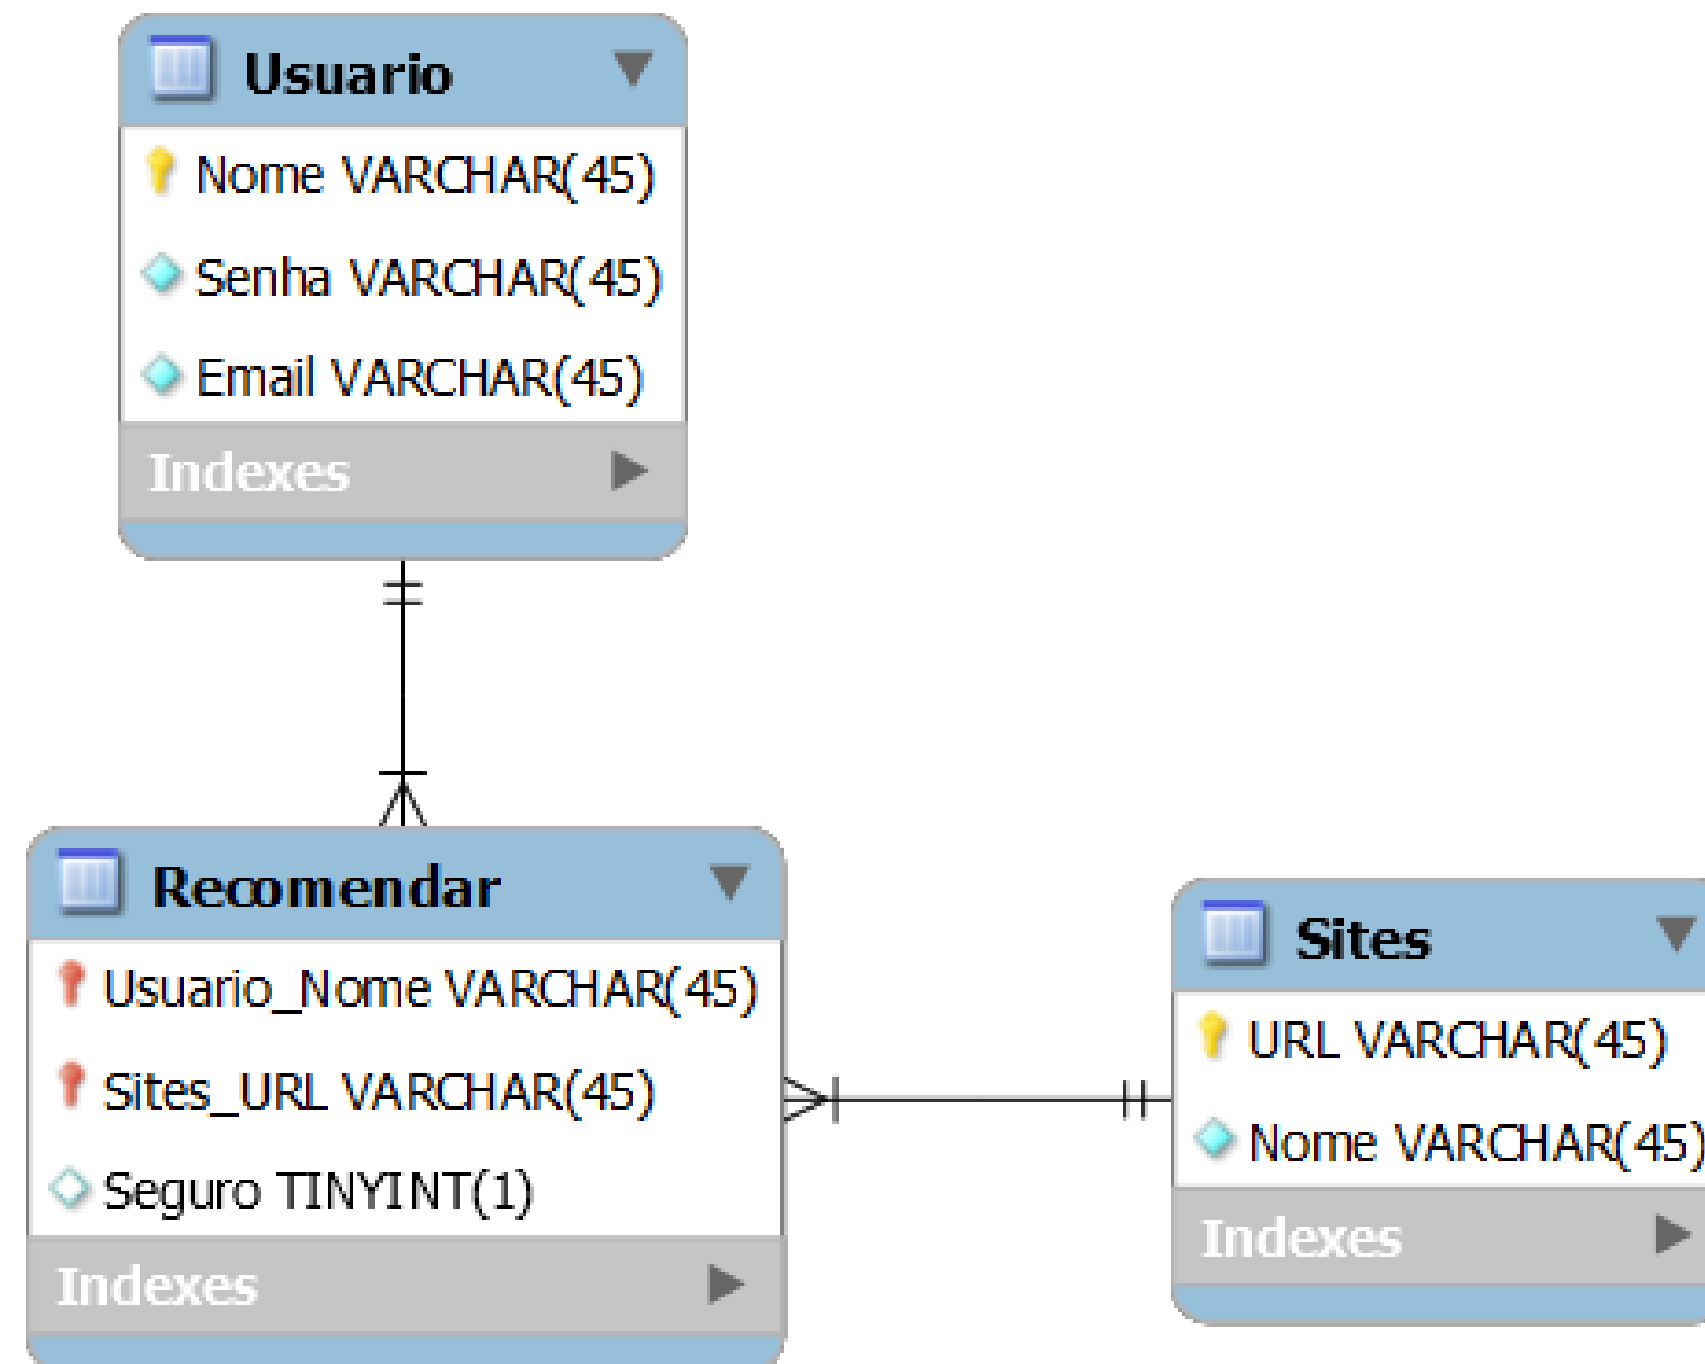 Usuario
Nome VARCHAR(45)
Senha VARCHAR(45)
Email VARCHAR(45)
Indexes
Recomendar
Usuario_Nome VARCHAR(45)
Sites_URL VARCHAR(45)
Seguro TINYINT(1)
Indexes
Sites
URL VARCHAR(45)
Nome VARCHAR(45)
Indexes